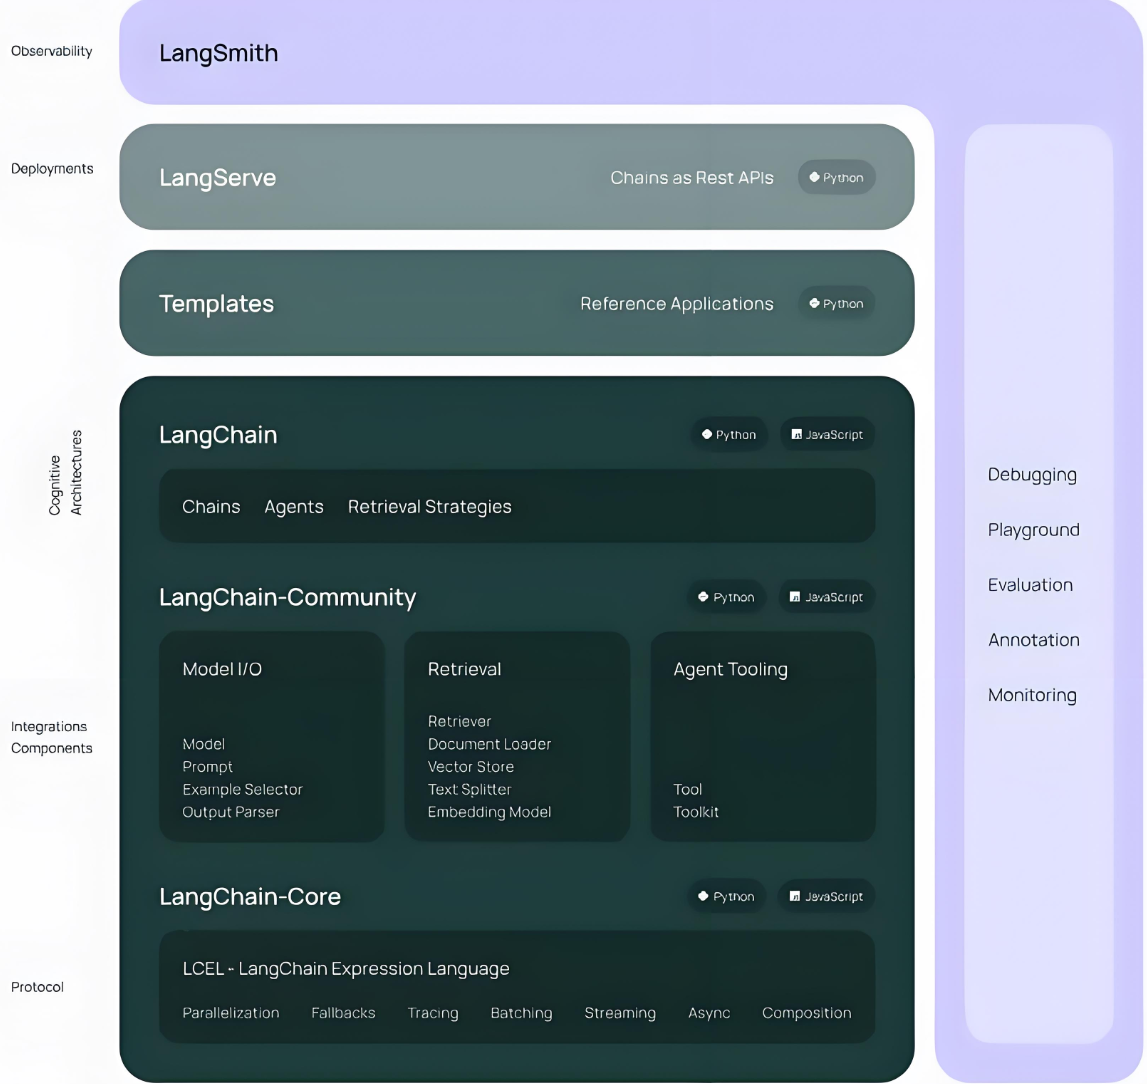 Observability
LangSmith
Deployments
LangServe
Chains as Rest APIs
Python
Templates
Reference Applications
Python
Cognitive
Architectures
LangChain
Python
JavaScript
Chains Agents Retrieval Strategies
LangChain-Community
Python
JavaScript
Integrations
Components
Model I/O
Model
Prompt
Example Selector
Output Parser
Retrieval
Retriever
Document Loader
Vector Store
Text Splitter
Embedding Model
Agent Tooling
Tool
Toolkit
LangChain-Core
Python
JavaScript
Protocol
LCEL - LangChain Expression Language
Parallelization Fallbacks Tracing Batching Streaming Async Composition
Debugging
Playground
Evaluation
Annotation
Monitoring